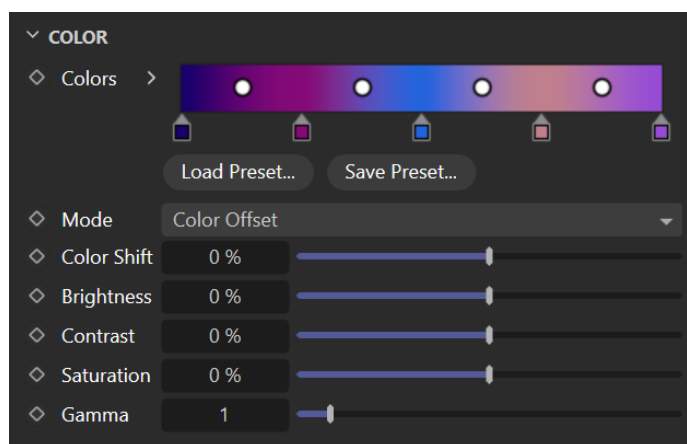 COLOR
Colors
Load Preset... Save Preset...
Mode Color Offset
Color Shift 0 %
Brightness 0 %
Contrast 0 %
Saturation 0 %
Gamma 1